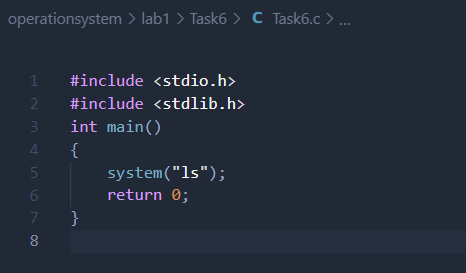 operationsystem > lab1 > Task6 > C Task6.c > ...
1 #include <stdio.h>
2 #include <stdlib.h>
3 int main()
4 {
5     system("ls");
6     return 0;
7 }
8